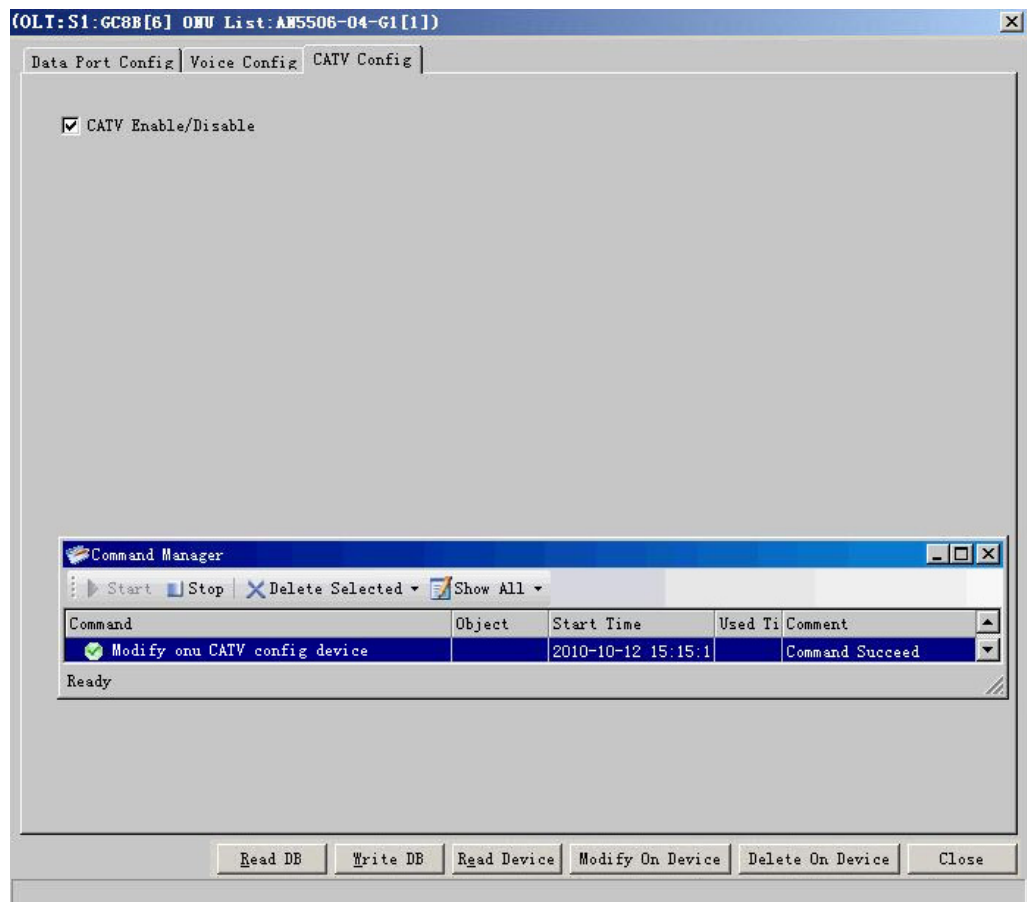 (OLT:S1:GC8B[6] ONU List:AN5506-04-G1[1])
Data Port Config Voice Config CATV Config
CATV Enable/Disable
Command Manager
Start Stop Delete Selected Show All
Command Object Start Time Used Ti Comment
Modify onu CATV config device 2010-10-12 15:15:1 Command Succeed
Ready
Read DB Write DB Read Device Modify On Device Delete On Device Close